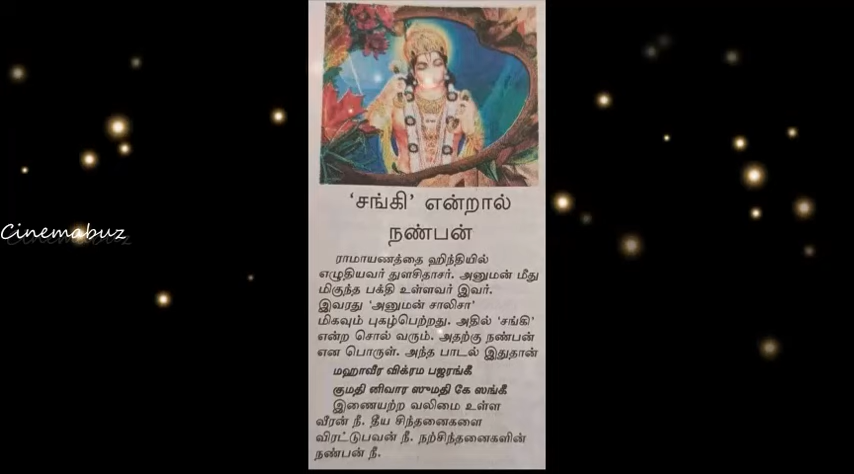 Cinemabuz
‘சங்கி’ என்றால்
நண்பன்
ராமாயணத்தை ஹிந்தியில்
எழுதியவர் துளசிதாசர். அனுமன் மீது
மிகுந்த பக்தி உள்ளவர் இவர்.
இவரது ‘அனுமன் சாலிசா’
மிகவும் புகழ்பெற்றது. அதில் ‘சங்கி’
என்ற சொல் வரும். அதற்கு நண்பன்
என பொருள். அந்த பாடல் இதுதான்
மஹாவீர விக்ரம பஜரங்கீ
குமதி னிவார ஸுமதி கே ஸங்கீ
இணையற்ற வலிமை உள்ள
வீரன் நீ. தீய சிந்தனைகளை
விரட்டுபவன் நீ. நற்சிந்தனைகளின்
நண்பன் நீ.